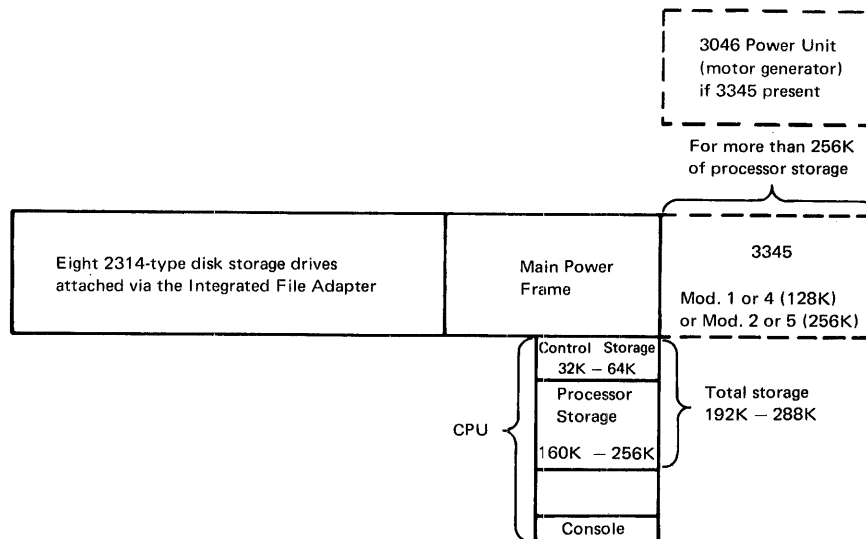 3046 Power Unit
(motor generator)
if 3345 present
For more than 256K
of processor storage
Eight 2314-type disk storage drives
attached via the Integrated File Adapter
Main Power
Frame
3345
Mod. 1 or 4 (128K)
or Mod. 2 or 5 (256K)
Control Storage
32K – 64K
Processor
Storage
160K – 256K
Total storage
192K – 288K
CPU
Console